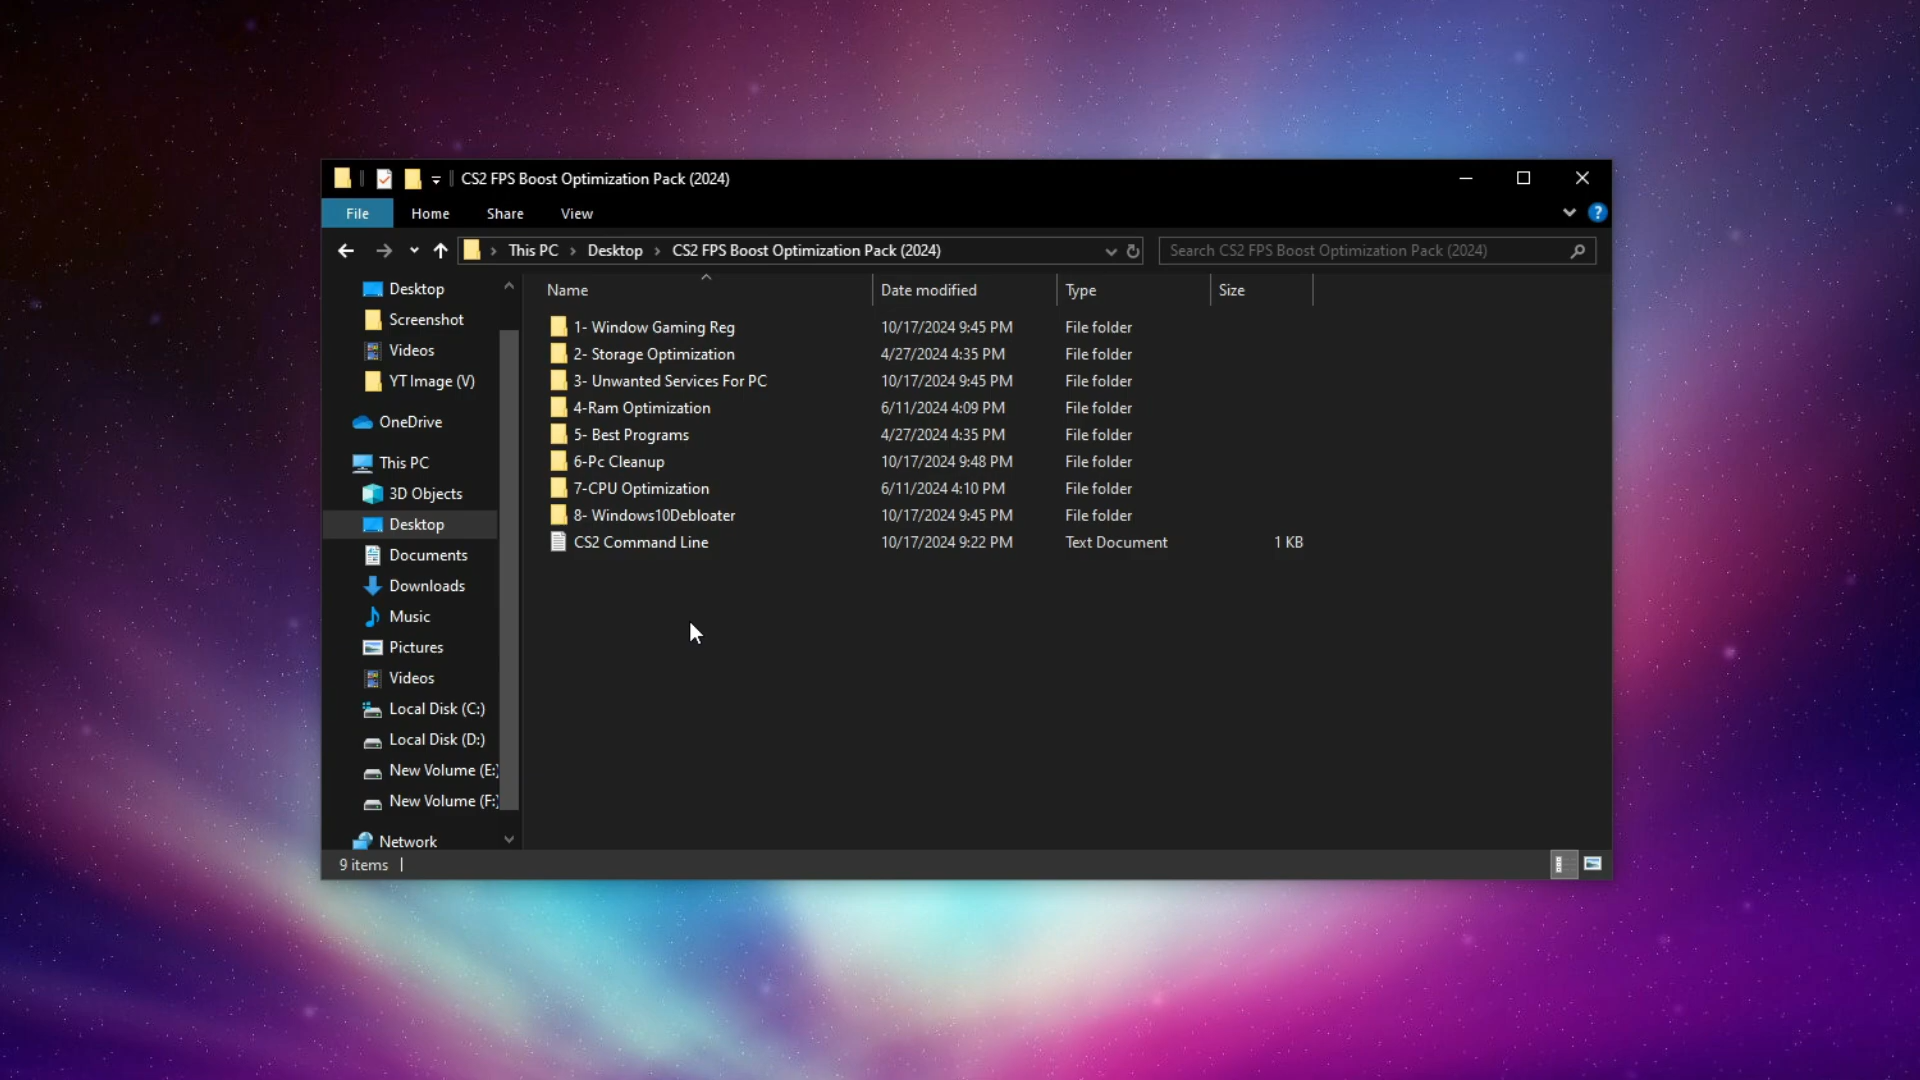 CS2 FPS Boost Optimization Pack (2024)
File Home Share View
This PC Desktop CS2 FPS Boost Optimization Pack (2024) Search CS2 FPS Boost Optimization Pack (2024)
Desktop
Screenshot
Videos
YT Image (V)
OneDrive
This PC
3D Objects
Desktop
Documents
Downloads
Music
Pictures
Videos
Local Disk (C:)
Local Disk (D:)
New Volume (E:)
New Volume (F:)
Network
Name Date modified Type Size
1- Window Gaming Reg 10/17/2024 9:45 PM File folder
2- Storage Optimization 4/27/2024 4:35 PM File folder
3- Unwanted Services For PC 10/17/2024 9:45 PM File folder
4-Ram Optimization 6/11/2024 4:09 PM File folder
5- Best Programs 4/27/2024 4:35 PM File folder
6-Pc Cleanup 10/17/2024 9:48 PM File folder
7-CPU Optimization 6/11/2024 4:10 PM File folder
8- Windows10Debloater 10/17/2024 9:45 PM File folder
CS2 Command Line 10/17/2024 9:22 PM Text Document 1 KB
9 items